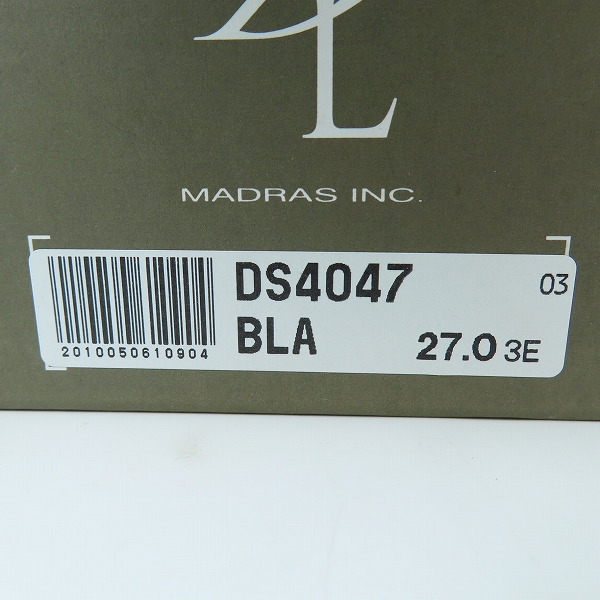 L
MADRAS INC.
DS4047 03
BLA 27.0 3E
2010050610904